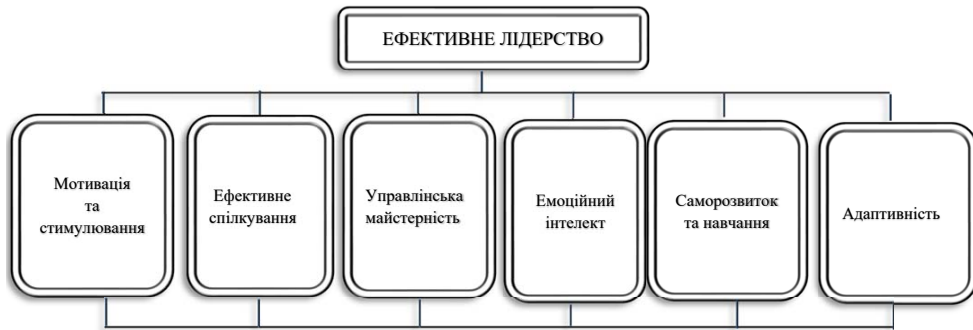 ЕФЕКТИВНЕ ЛІДЕРСТВО
Мотивація
та
стимулювання
Ефективне
спілкування
Управлінська
майстерність
Емоційний
інтелект
Саморозвиток
та навчання
Адаптивність